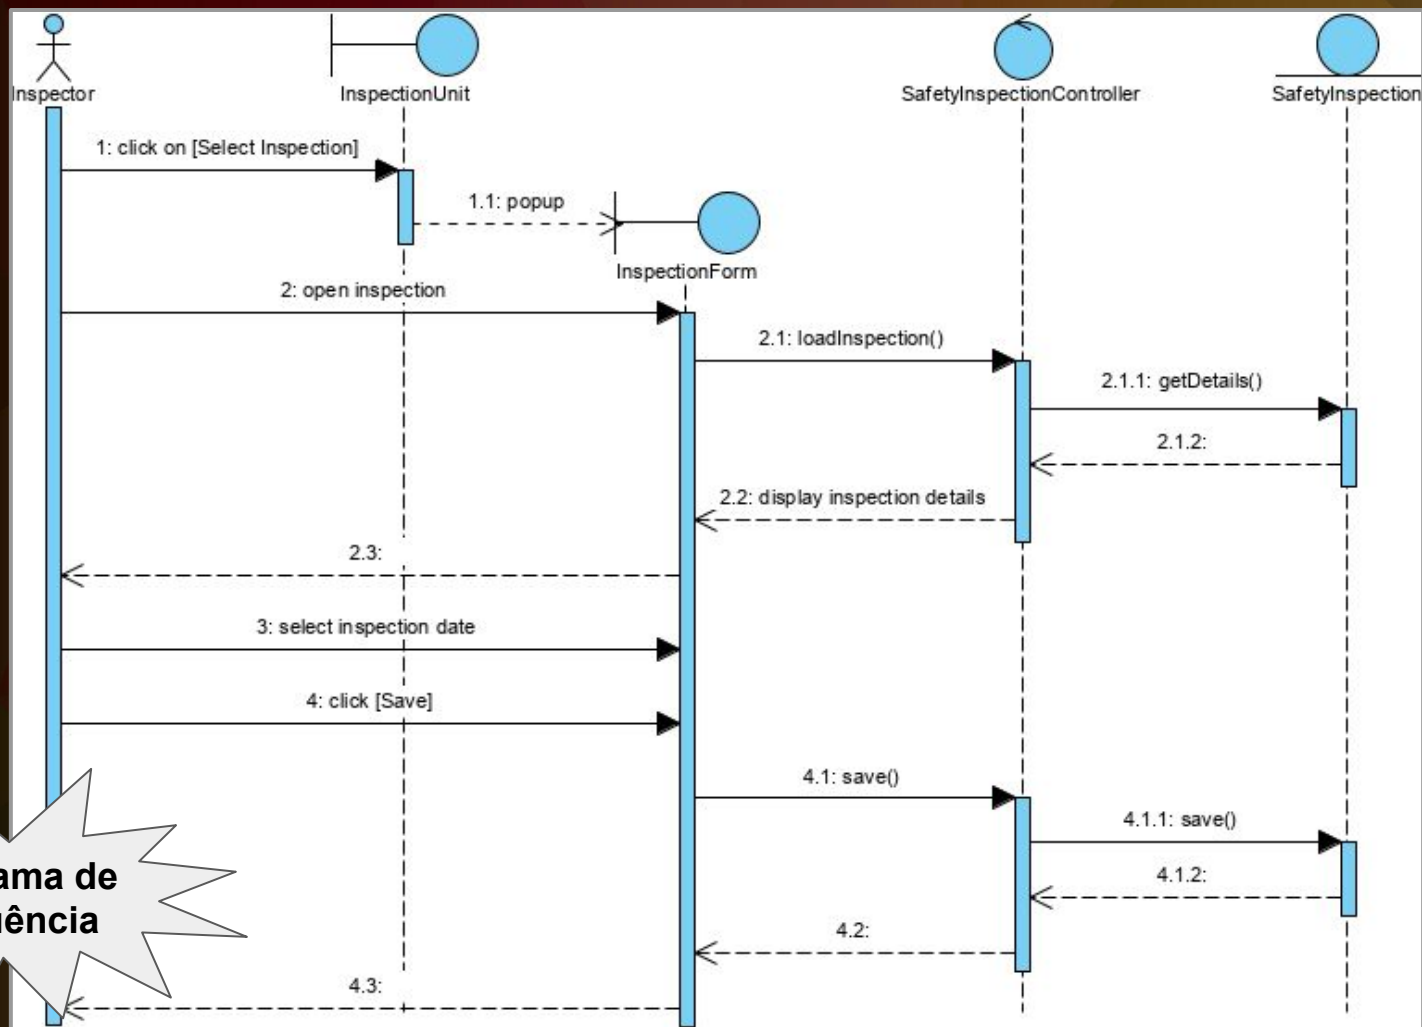 Inspector
InspectionUnit
SafetyInspectionController
SafetyInspection
1: click on [Select Inspection]
1.1: popup
InspectionForm
2: open inspection
2.1: loadInspection()
2.1.1: getDetails()
2.1.2:
2.2: display inspection details
2.3:
3: select inspection date
4: click [Save]
4.1: save()
4.1.1: save()
4.1.2:
ama de
uência
4.2:
4.3: